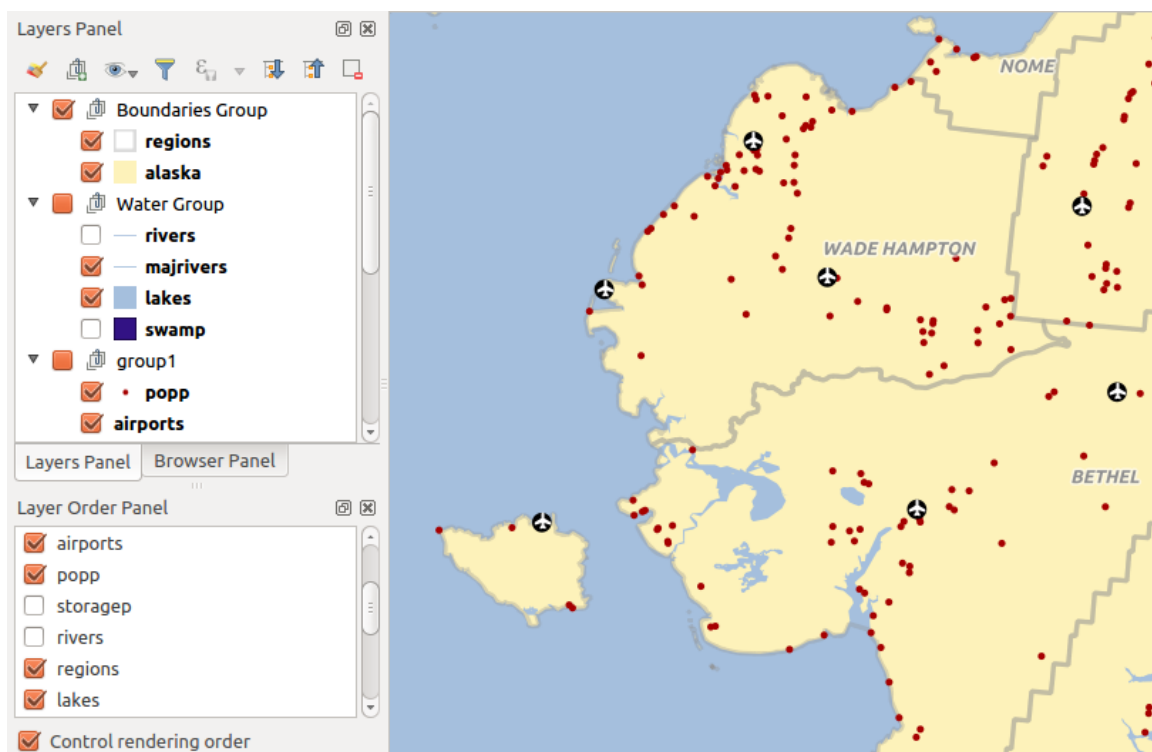 Layers Panel
Boundaries Group
regions
alaska
Water Group
rivers
majrivers
lakes
swamp
group1
popp
airports
Layers Panel
Browser Panel
Layer Order Panel
airports
popp
storagep
rivers
regions
lakes
Control rendering order
NOME
WADE HAMPTON
BETHEL